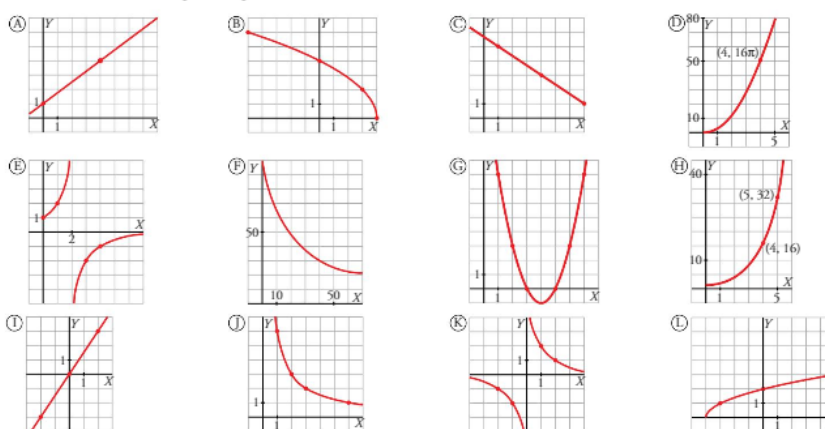 A Y 1 1 X
B Y 1 1 X
C Y 1 1 X
D 80 Y (4, 16π) 50 10 1 5 X
E Y 1 2 X
F Y 50 10 50 X
G Y 1 1 X
H 40 Y (5, 32) (4, 16) 10 1 5 X
I Y 1 1 X
J Y 1 1 X
K Y 1 1 X
L Y 1 1